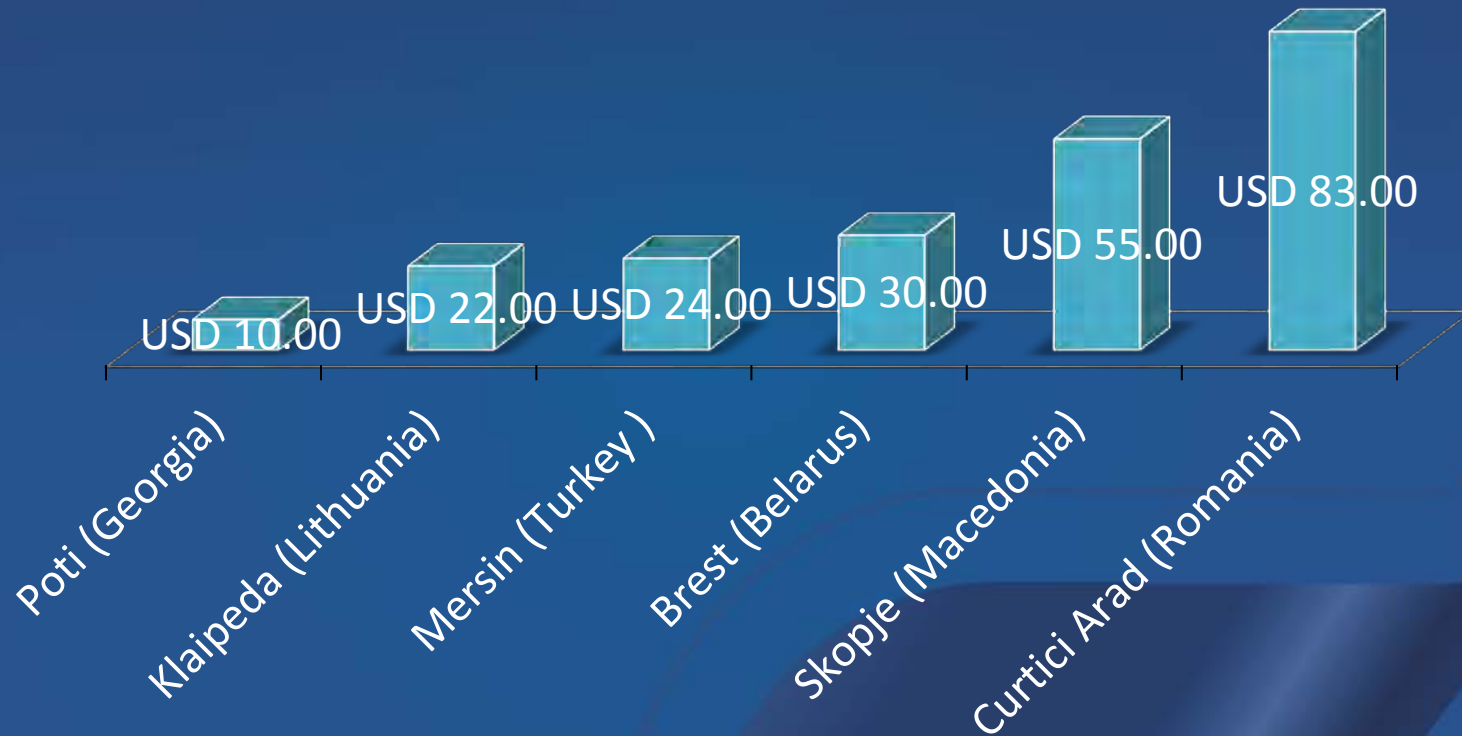 USD 10.00
USD 22.00
USD 24.00
USD 30.00
USD 55.00
USD 83.00
Poti (Georgia)
Klaipeda (Lithuania)
Mersin (Turkey )
Brest (Belarus)
Skopje (Macedonia)
Curtici Arad (Romania)